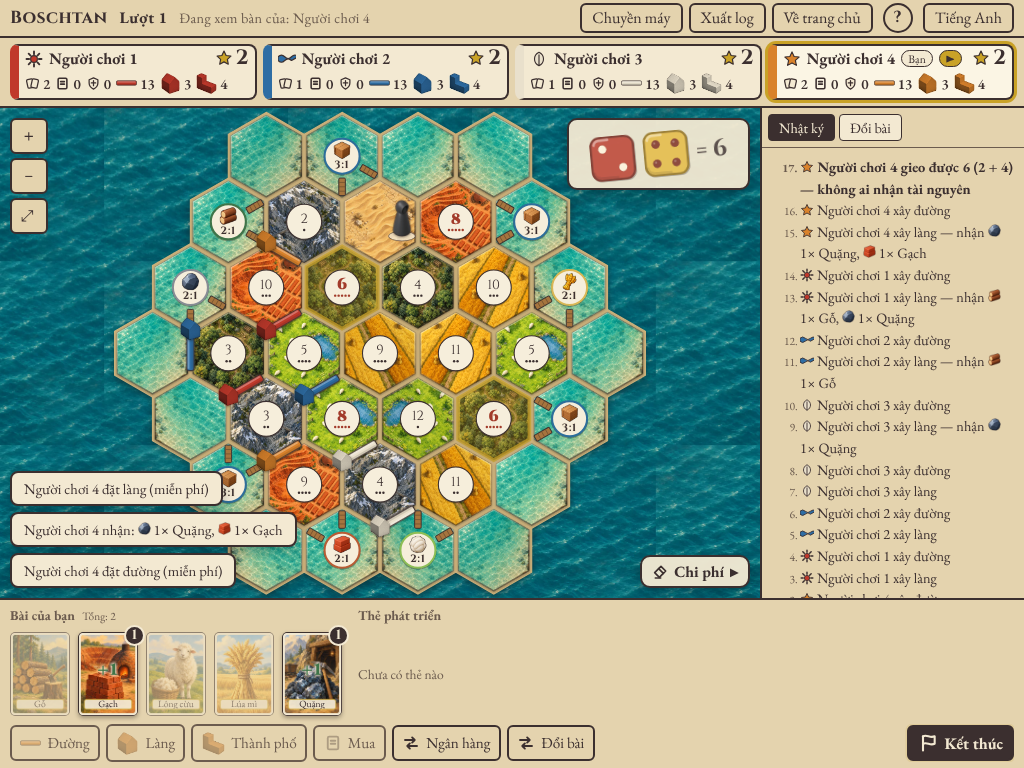 BOSCHTAN Lượt 1 Đang xem bàn của: Người chơi 4
Chuyền máy Xuất log Về trang chủ ? Tiếng Anh
Người chơi 1 2
2 0 0 13 3 4
Người chơi 2 2
1 0 0 13 3 4
Người chơi 3 2
1 0 0 13 3 4
Người chơi 4 Bạn 2
2 0 0 13 3 4
+
−
= 6
3:1
2:1 2 8 3:1
2:1 10 6 4 10 2:1
3 5 9 11 5
3 8 12 6 3:1
3:1 9 4 11
2:1 2:1
Người chơi 4 đặt làng (miễn phí)
Người chơi 4 nhận: 1× Quặng, 1× Gạch
Người chơi 4 đặt đường (miễn phí)
Chi phí
Nhật ký Đổi bài
17. Người chơi 4 gieo được 6 (2 + 4)
— không ai nhận tài nguyên
16. Người chơi 4 xây đường
15. Người chơi 4 xây làng — nhận
1× Quặng, 1× Gạch
14. Người chơi 1 xây đường
13. Người chơi 1 xây làng — nhận
1× Gỗ, 1× Quặng
12. Người chơi 2 xây đường
11. Người chơi 2 xây làng — nhận
1× Gỗ
10. Người chơi 3 xây đường
9. Người chơi 3 xây làng — nhận
1× Quặng
8. Người chơi 3 xây đường
7. Người chơi 3 xây làng
6. Người chơi 2 xây đường
5. Người chơi 2 xây làng
4. Người chơi 1 xây đường
3. Người chơi 1 xây làng
Bài của bạn Tổng: 2
Thẻ phát triển
1 1
+1 +1
Gỗ Gạch Lông cừu Lúa mì Quặng
Chưa có thẻ nào
Đường Làng Thành phố Mua Ngân hàng Đổi bài Kết thúc